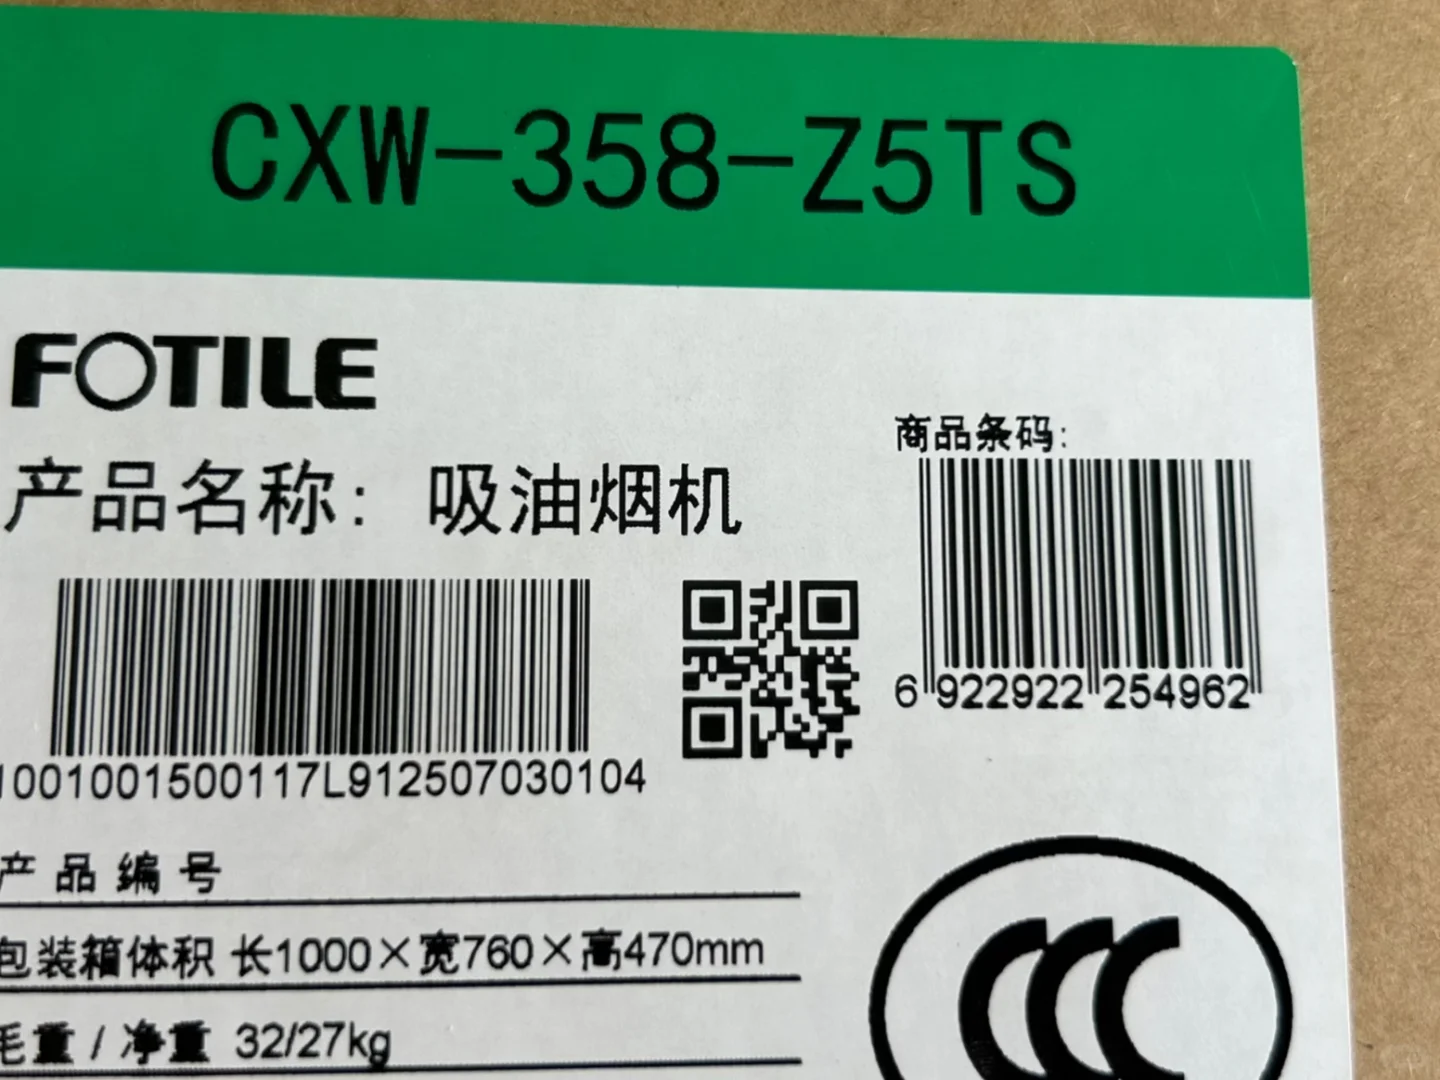 CXW-358-Z5TS
FOTILE
产品名称: 吸油烟机
商品条码:
6 922922 254962
1001001500117L912507030104
产品编号
包装箱体积 长1000×宽760×高470mm
毛重/净重 32/27kg
CCC